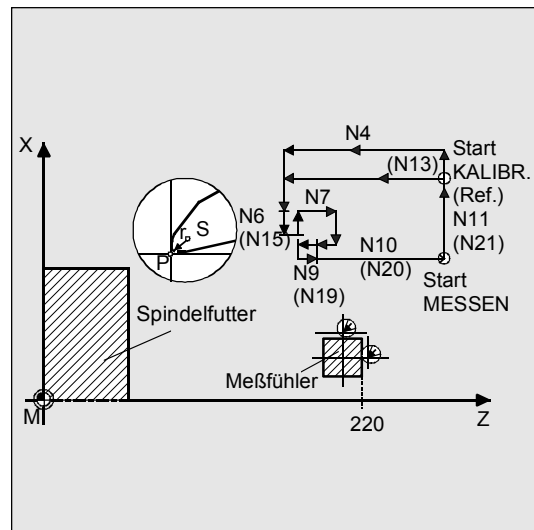 X
N4
Start
KALIBR.
(Ref.)
(N13)
N7
N6
(N15)
N11
(N21)
r
S
P
N10
(N20)
N9
(N19)
Start
MESSEN
Spindelfutter
Meßfühler
M
220
Z